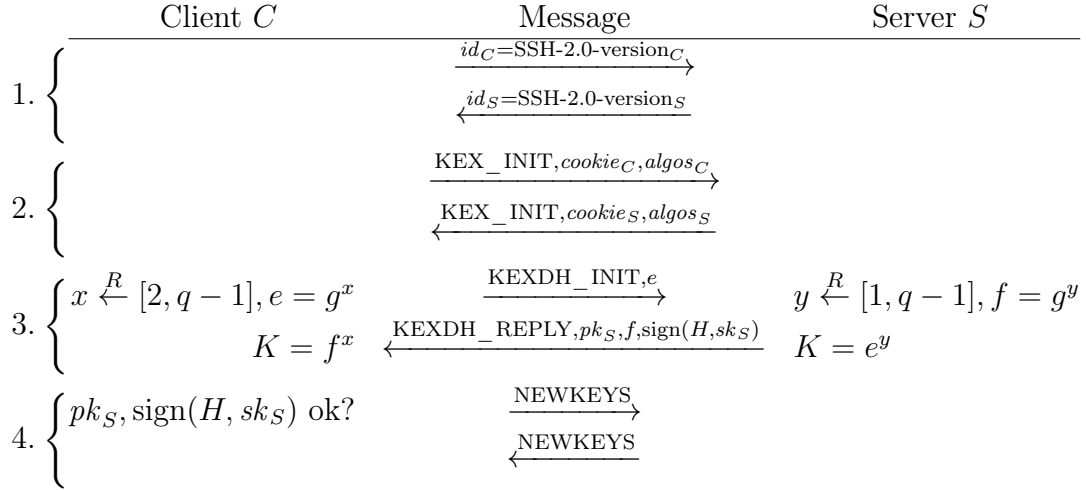 Client C Message Server S
1. { id_C=SSH-2.0-version_C
id_S=SSH-2.0-version_S
2. { KEX_INIT,cookie_C,algos_C
KEX_INIT,cookie_S,algos_S
3. { x ←^R [2, q − 1], e = g^x KEXDH_INIT,e y ←^R [1, q − 1], f = g^y
K = f^x KEXDH_REPLY,pk_S,f,sign(H,sk_S) K = e^y
4. { pk_S, sign(H, sk_S) ok? NEWKEYS
NEWKEYS